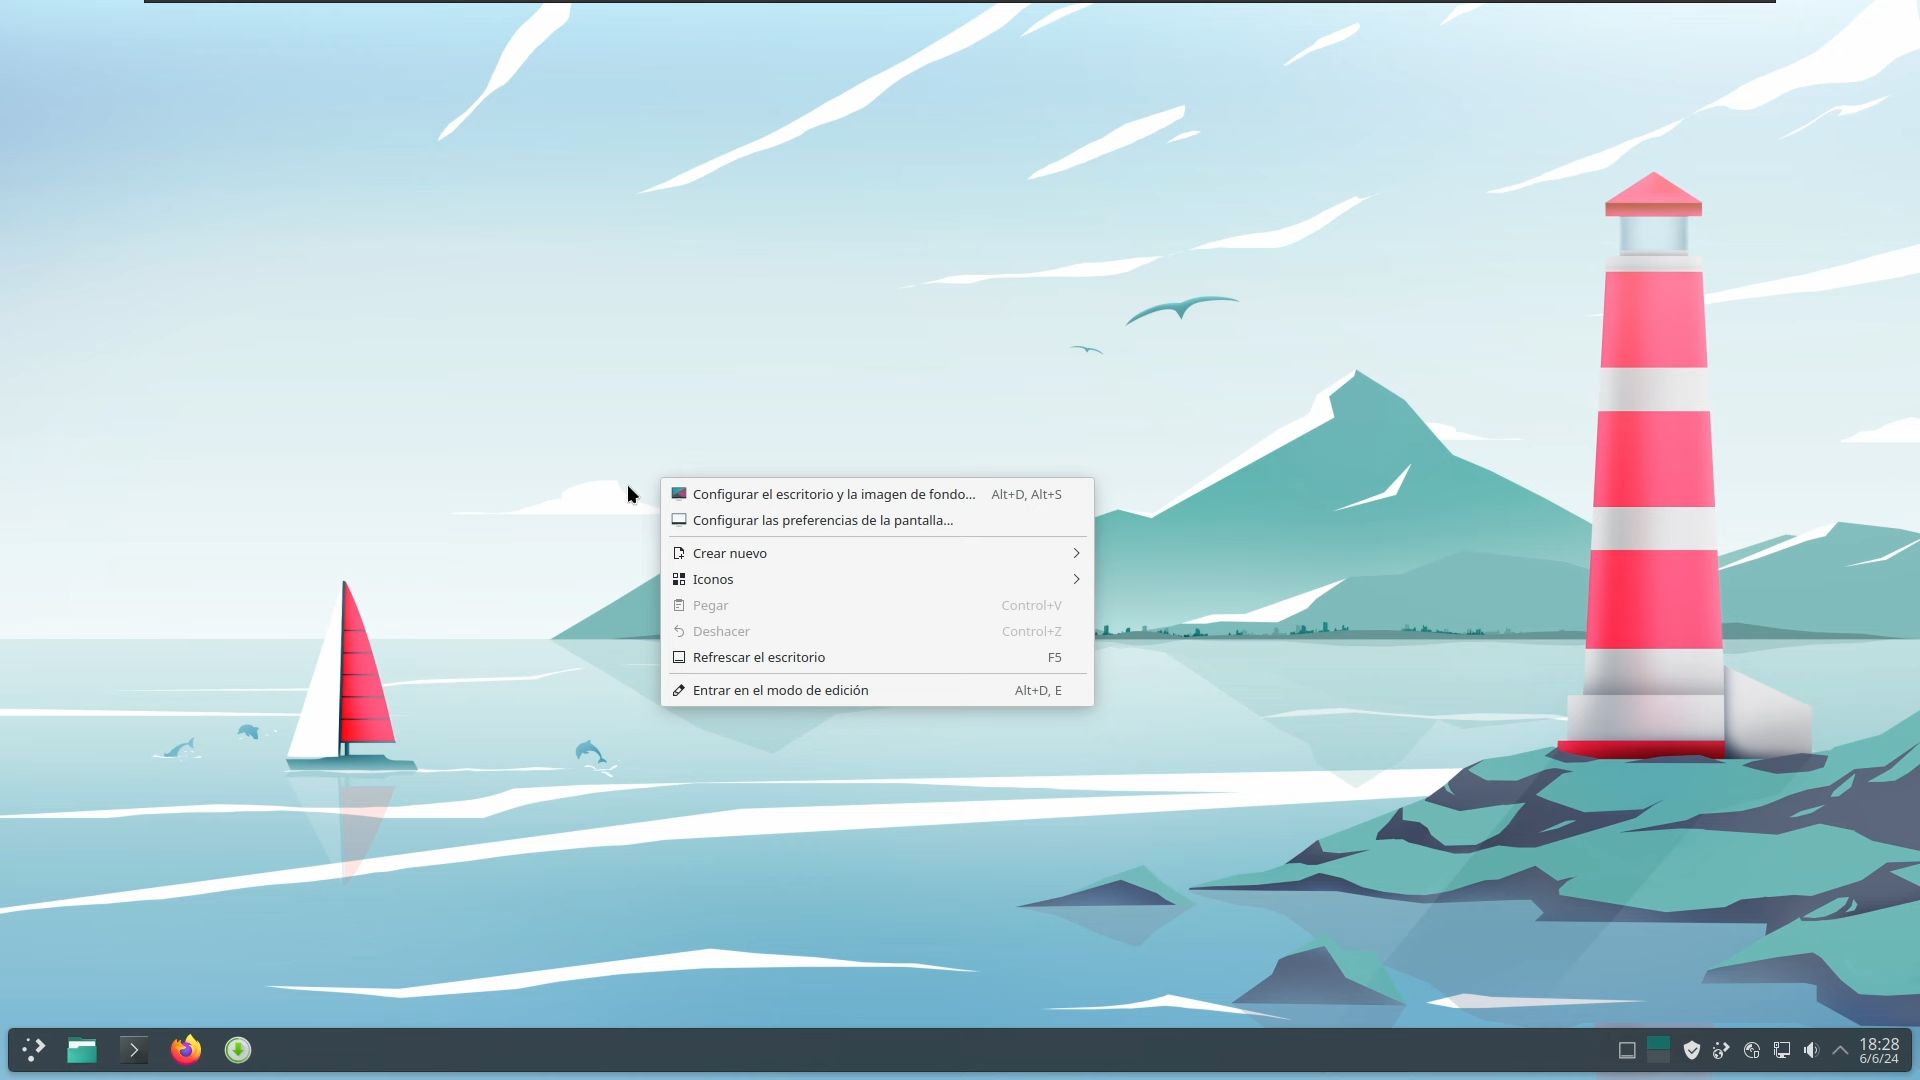 Configurar el escritorio y la imagen de fondo... Alt+D, Alt+S
Configurar las preferencias de la pantalla...
Crear nuevo
Iconos
Pegar Control+V
Deshacer Control+Z
Refrescar el escritorio F5
Entrar en el modo de edición Alt+D, E
18:28
6/6/24